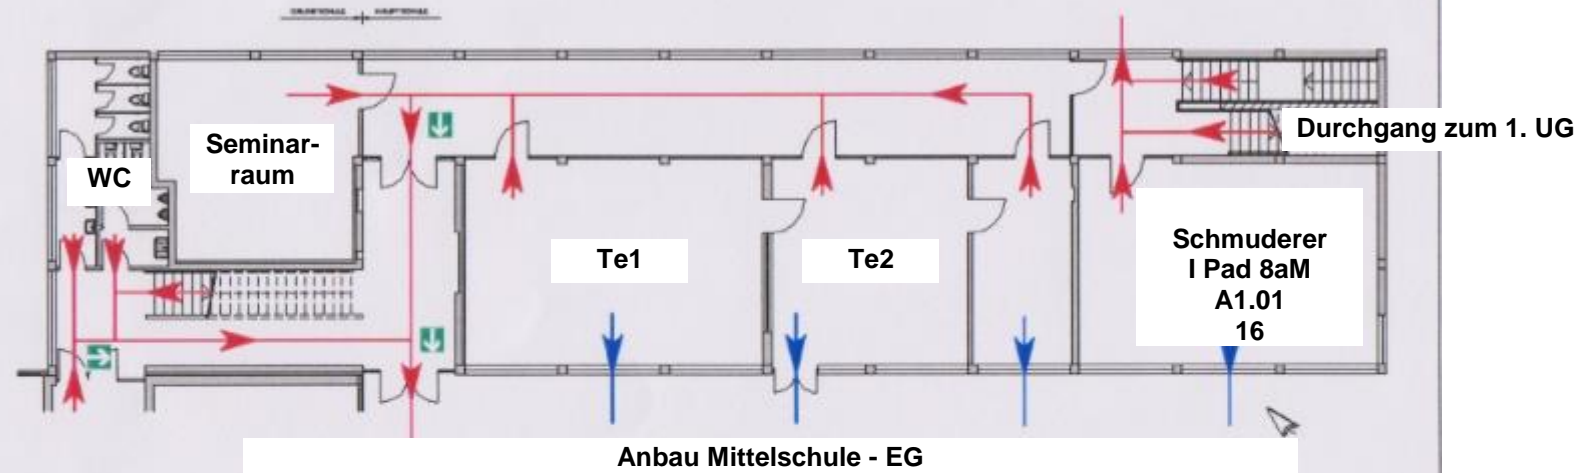 Durchgang zum 1. UG
Seminar-
raum
WC
Te1
Te2
Schmuderer
I Pad 8aM
A1.01
16
Anbau Mittelschule - EG